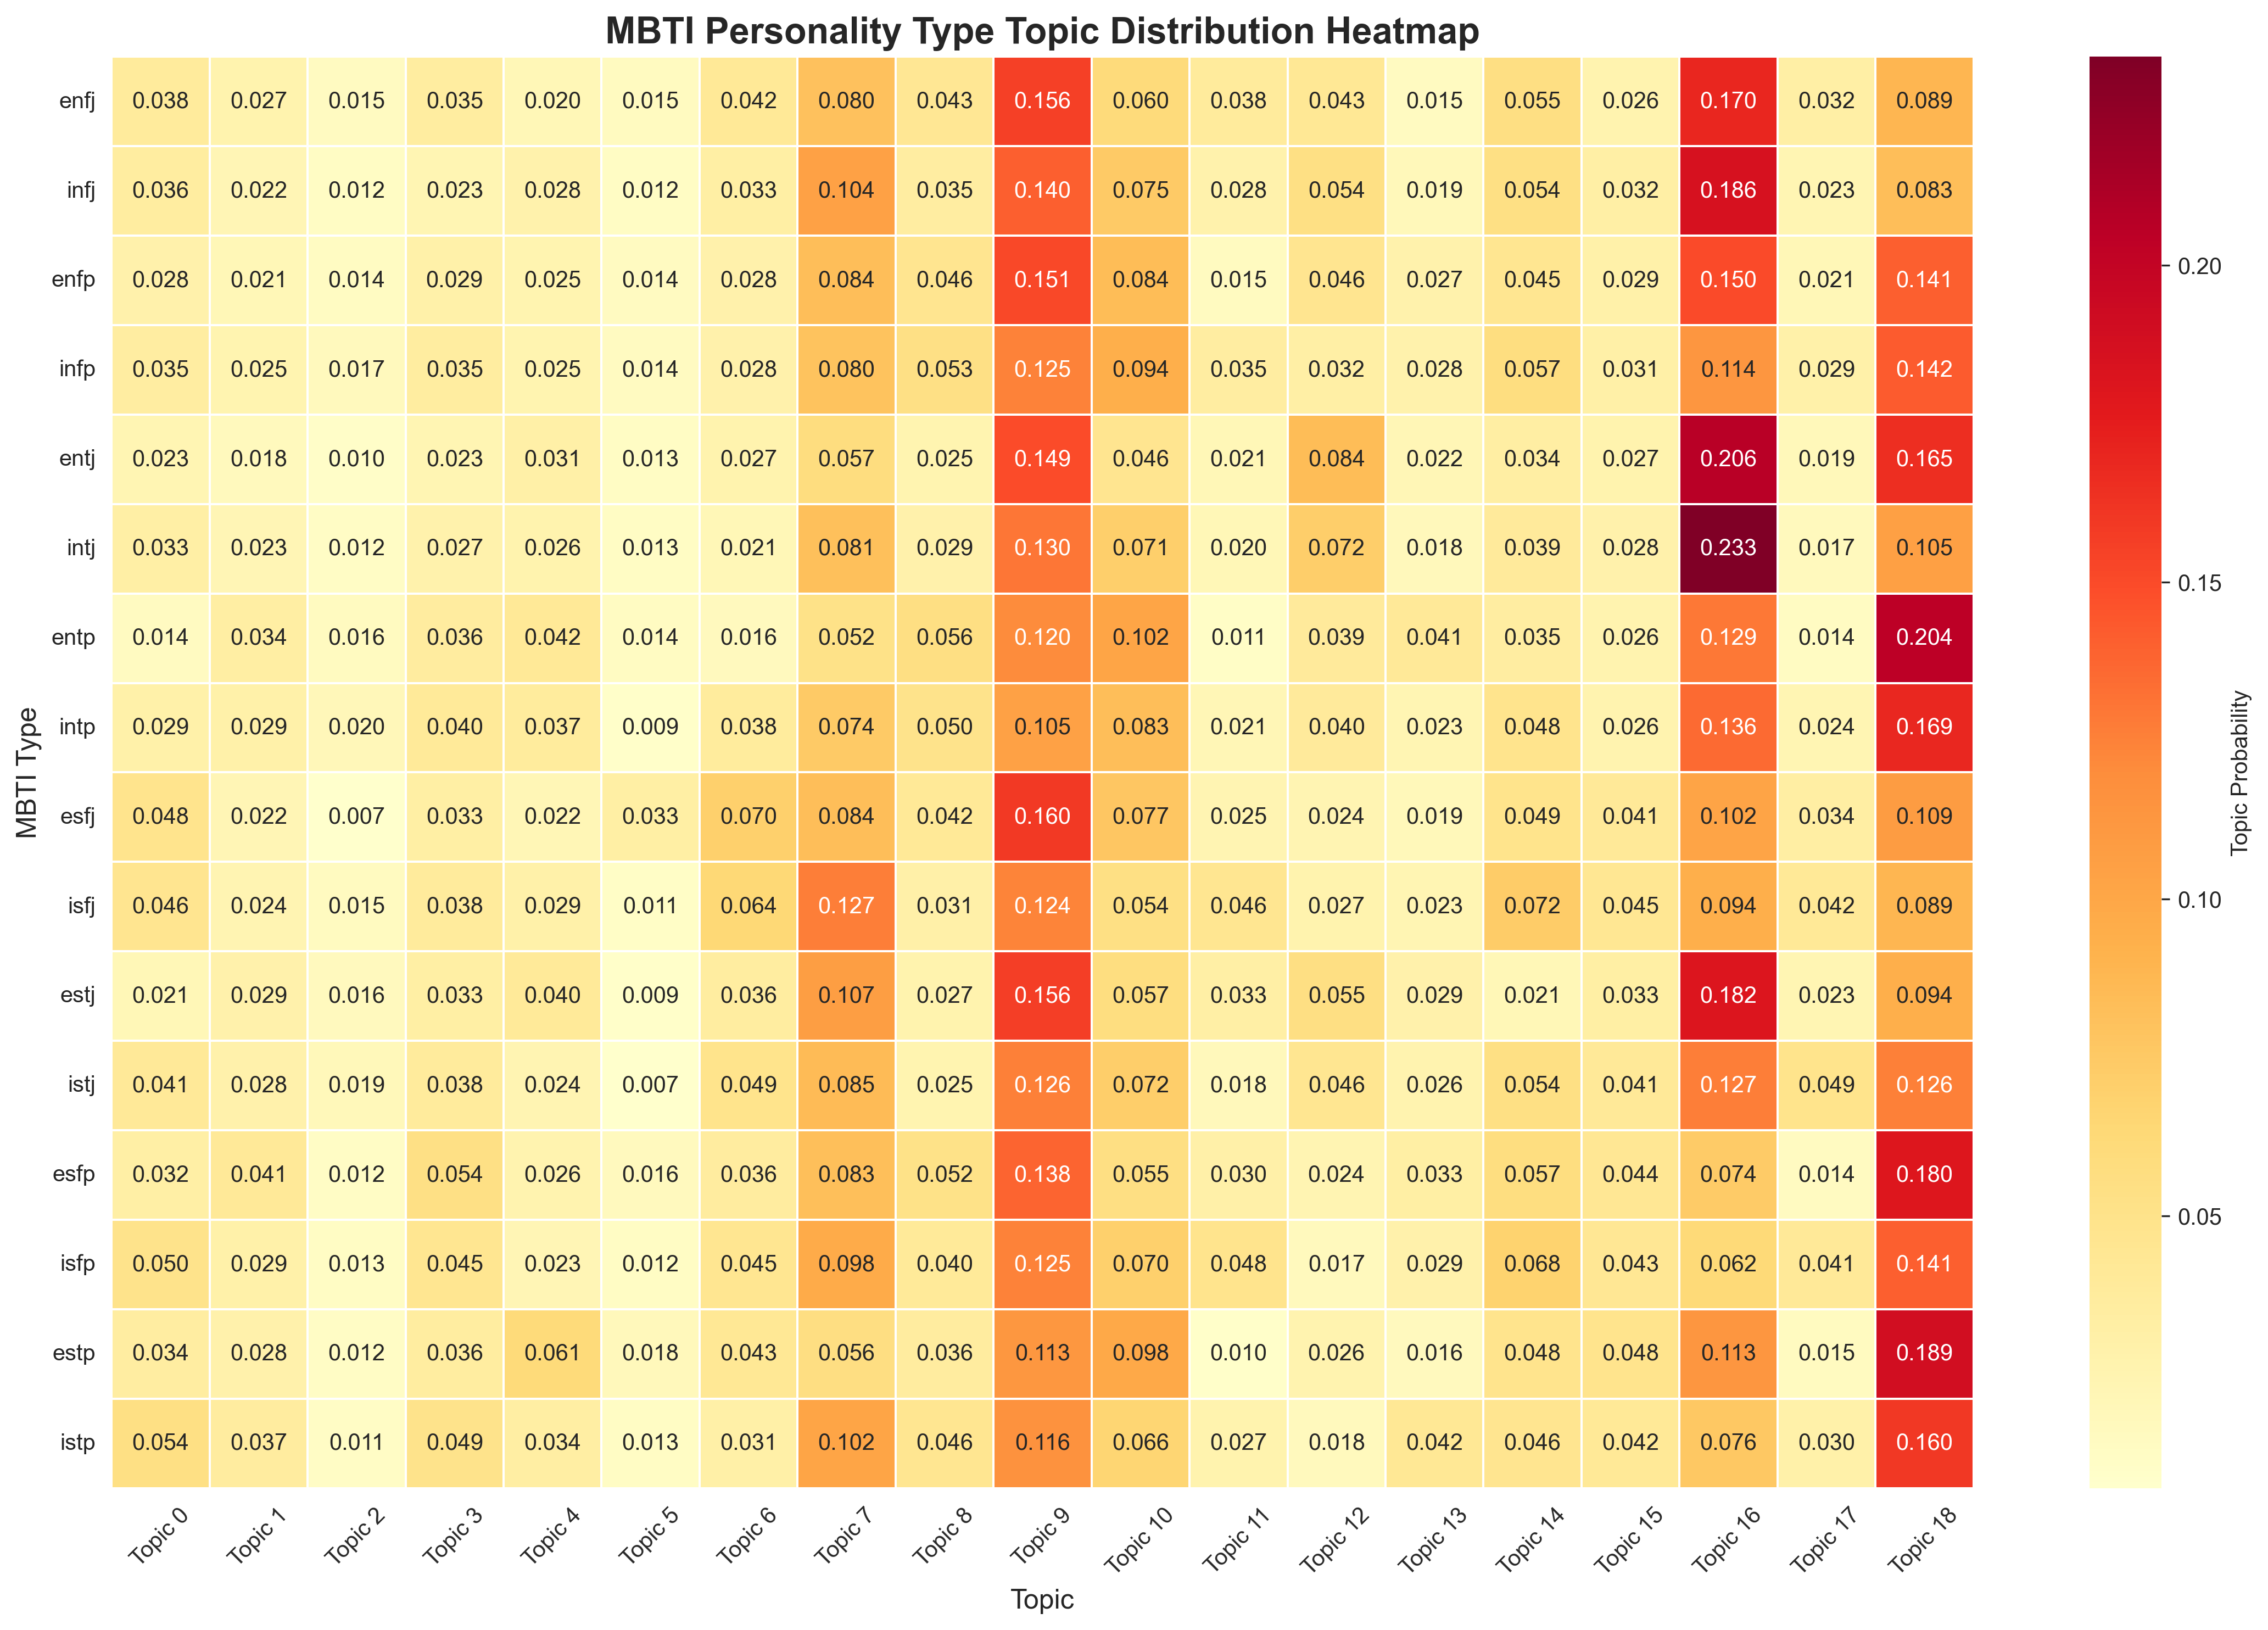 MBTI Personality Type Topic Distribution Heatmap
enfj 0.038 0.027 0.015 0.035 0.020 0.015 0.042 0.080 0.043 0.156 0.060 0.038 0.043 0.015 0.055 0.026 0.170 0.032 0.089
infj 0.036 0.022 0.012 0.023 0.028 0.012 0.033 0.104 0.035 0.140 0.075 0.028 0.054 0.019 0.054 0.032 0.186 0.023 0.083
enfp 0.028 0.021 0.014 0.029 0.025 0.014 0.028 0.084 0.046 0.151 0.084 0.015 0.046 0.027 0.045 0.029 0.150 0.021 0.141
infp 0.035 0.025 0.017 0.035 0.025 0.014 0.028 0.080 0.053 0.125 0.094 0.035 0.032 0.028 0.057 0.031 0.114 0.029 0.142
entj 0.023 0.018 0.010 0.023 0.031 0.013 0.027 0.057 0.025 0.149 0.046 0.021 0.084 0.022 0.034 0.027 0.206 0.019 0.165
intj 0.033 0.023 0.012 0.027 0.026 0.013 0.021 0.081 0.029 0.130 0.071 0.020 0.072 0.018 0.039 0.028 0.233 0.017 0.105
entp 0.014 0.034 0.016 0.036 0.042 0.014 0.016 0.052 0.056 0.120 0.102 0.011 0.039 0.041 0.035 0.026 0.129 0.014 0.204
intp 0.029 0.029 0.020 0.040 0.037 0.009 0.038 0.074 0.050 0.105 0.083 0.021 0.040 0.023 0.048 0.026 0.136 0.024 0.169
esfj 0.048 0.022 0.007 0.033 0.022 0.033 0.070 0.084 0.042 0.160 0.077 0.025 0.024 0.019 0.049 0.041 0.102 0.034 0.109
isfj 0.046 0.024 0.015 0.038 0.029 0.011 0.064 0.127 0.031 0.124 0.054 0.046 0.027 0.023 0.072 0.045 0.094 0.042 0.089
estj 0.021 0.029 0.016 0.033 0.040 0.009 0.036 0.107 0.027 0.156 0.057 0.033 0.055 0.029 0.021 0.033 0.182 0.023 0.094
istj 0.041 0.028 0.019 0.038 0.024 0.007 0.049 0.085 0.025 0.126 0.072 0.018 0.046 0.026 0.054 0.041 0.127 0.049 0.126
esfp 0.032 0.041 0.012 0.054 0.026 0.016 0.036 0.083 0.052 0.138 0.055 0.030 0.024 0.033 0.057 0.044 0.074 0.014 0.180
isfp 0.050 0.029 0.013 0.045 0.023 0.012 0.045 0.098 0.040 0.125 0.070 0.048 0.017 0.029 0.068 0.043 0.062 0.041 0.141
estp 0.034 0.028 0.012 0.036 0.061 0.018 0.043 0.056 0.036 0.113 0.098 0.010 0.026 0.016 0.048 0.048 0.113 0.015 0.189
istp 0.054 0.037 0.011 0.049 0.034 0.013 0.031 0.102 0.046 0.116 0.066 0.027 0.018 0.042 0.046 0.042 0.076 0.030 0.160
Topic 0 Topic 1 Topic 2 Topic 3 Topic 4 Topic 5 Topic 6 Topic 7 Topic 8 Topic 9 Topic 10 Topic 11 Topic 12 Topic 13 Topic 14 Topic 15 Topic 16 Topic 17 Topic 18
Topic
MBTI Type
0.20
0.15
0.10
0.05
Topic Probability